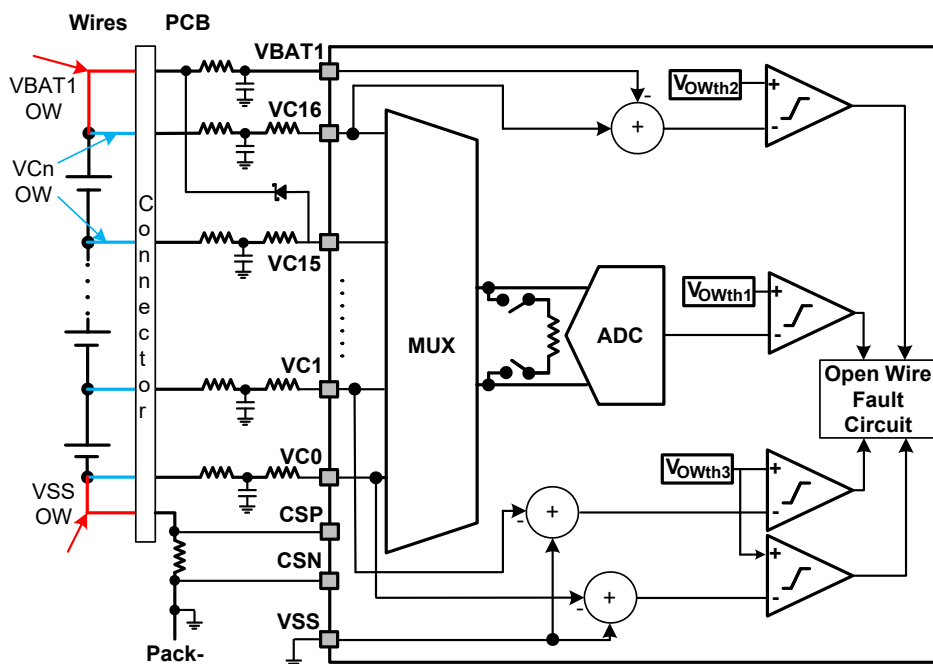 Wires PCB
VBAT1
VBAT1
OW
VOWth2
+
-
-
+
VC16
VCn
OW
Connector
VC15
VOWth1
+
-
MUX
ADC
VC1
Open Wire
Fault
Circuit
VC0
VOWth3
+
-
-
+
VSS
OW
CSP
+
-
CSN
-
+
VSS
Pack-